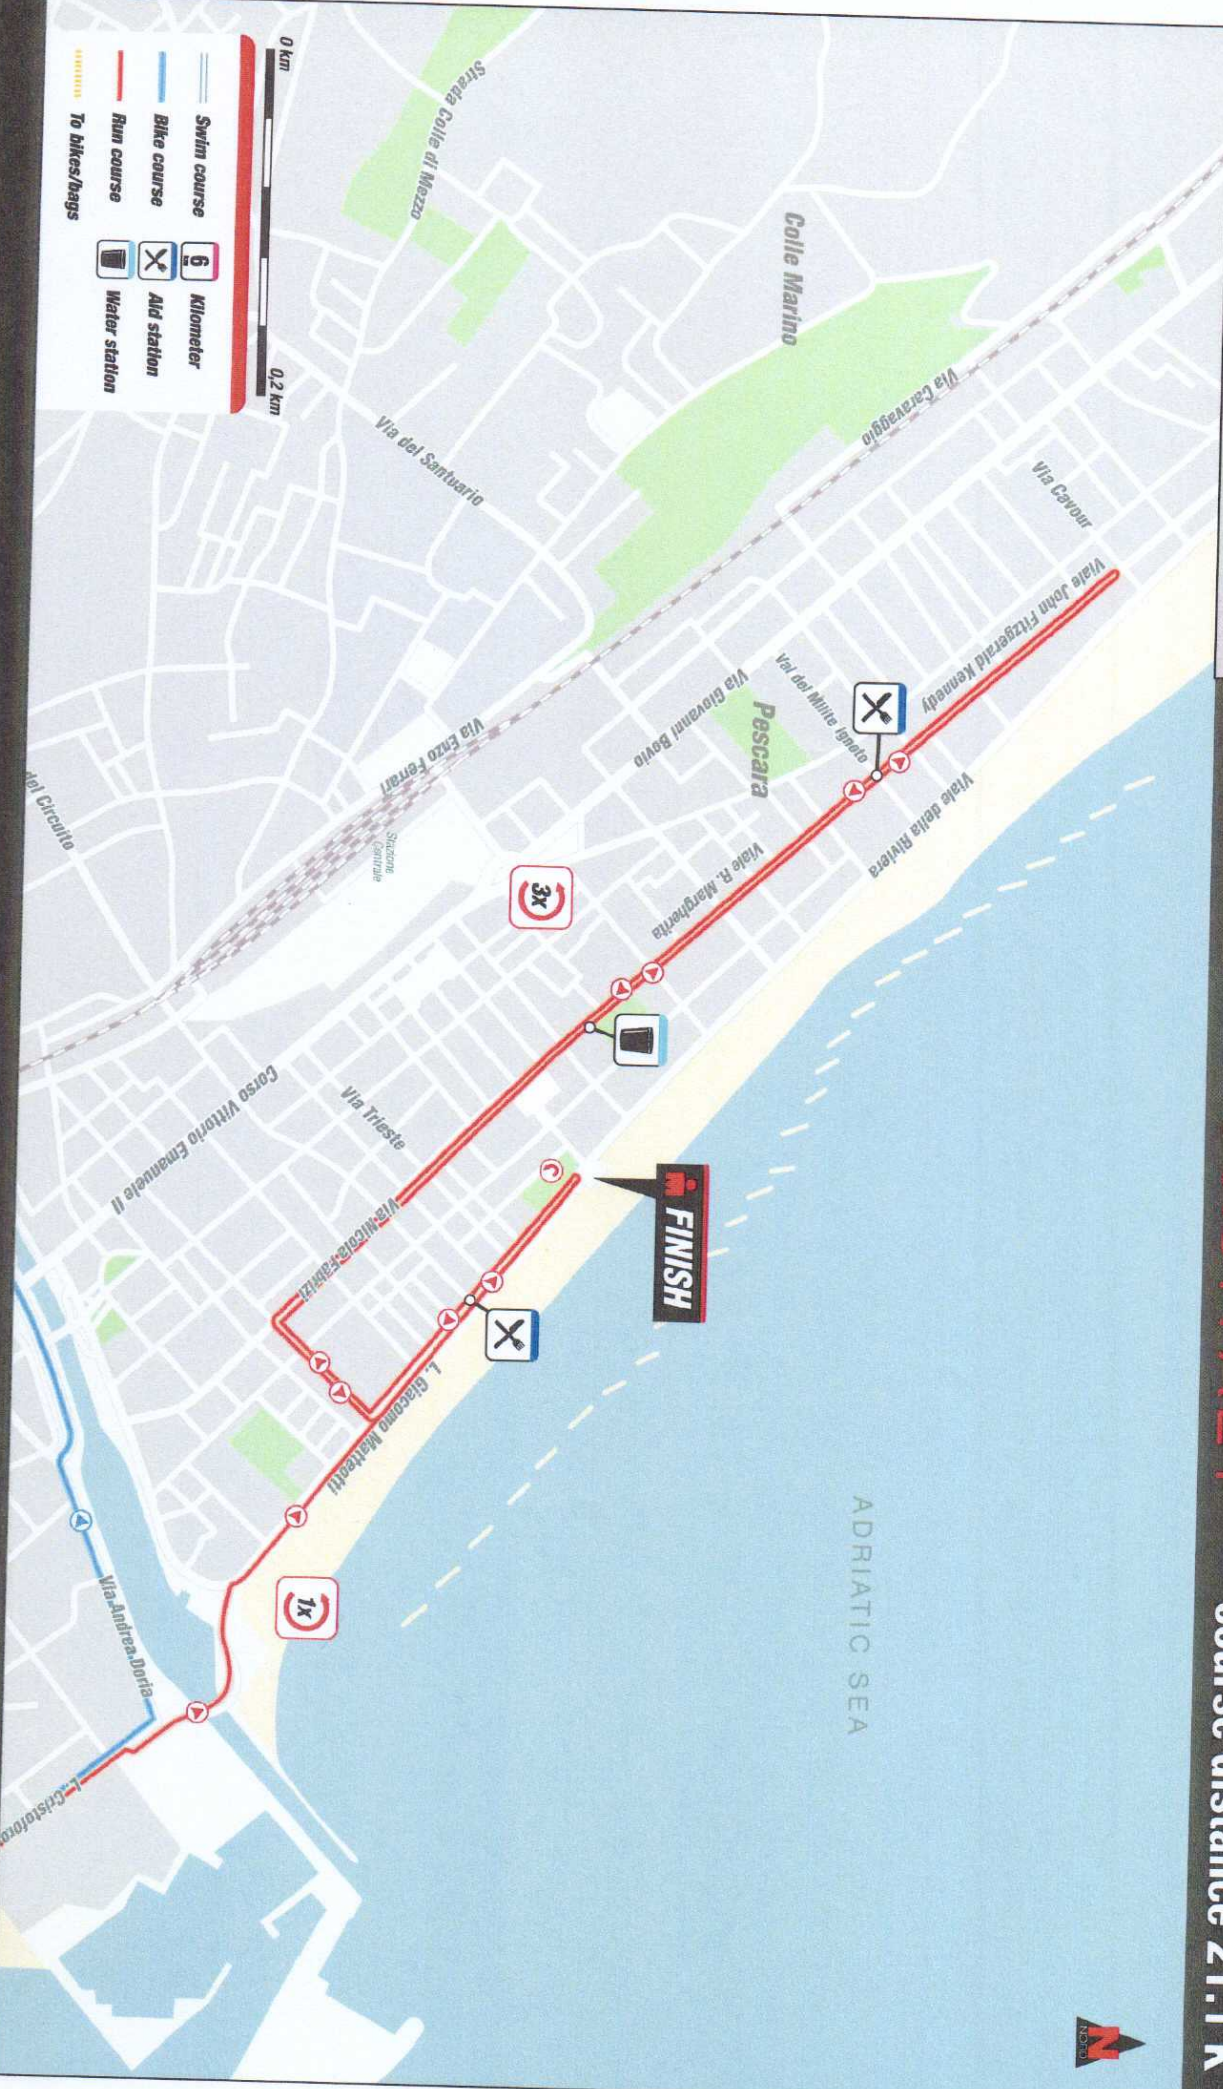 course distance 21.1 K
Strada Colle di Mezzo
Colle Marino
Via Caravaggio
Via Cavour
Via del Santuario
Viale John Fitzgerald Kennedy
Val del Milite Ignoto
Via Giovanni Bovio
Pescara
Viale della Riviera
Via Enzo Ferrari
Stazione
Centrale
del Circuito
Viale R. Margherita
3x
Corso Vittorio Emanuele II
Via Trieste
Via Nicola Fabrizi
FINISH
L. Giacomo Matteotti
1x
ADRIATIC SEA
Via Andrea Doria
L. Cristoforo
N
NORD
0 km
0,2 km
Swim course
Bike course
Run course
To bikes/bags
6 Kilometer
Aid station
Water station